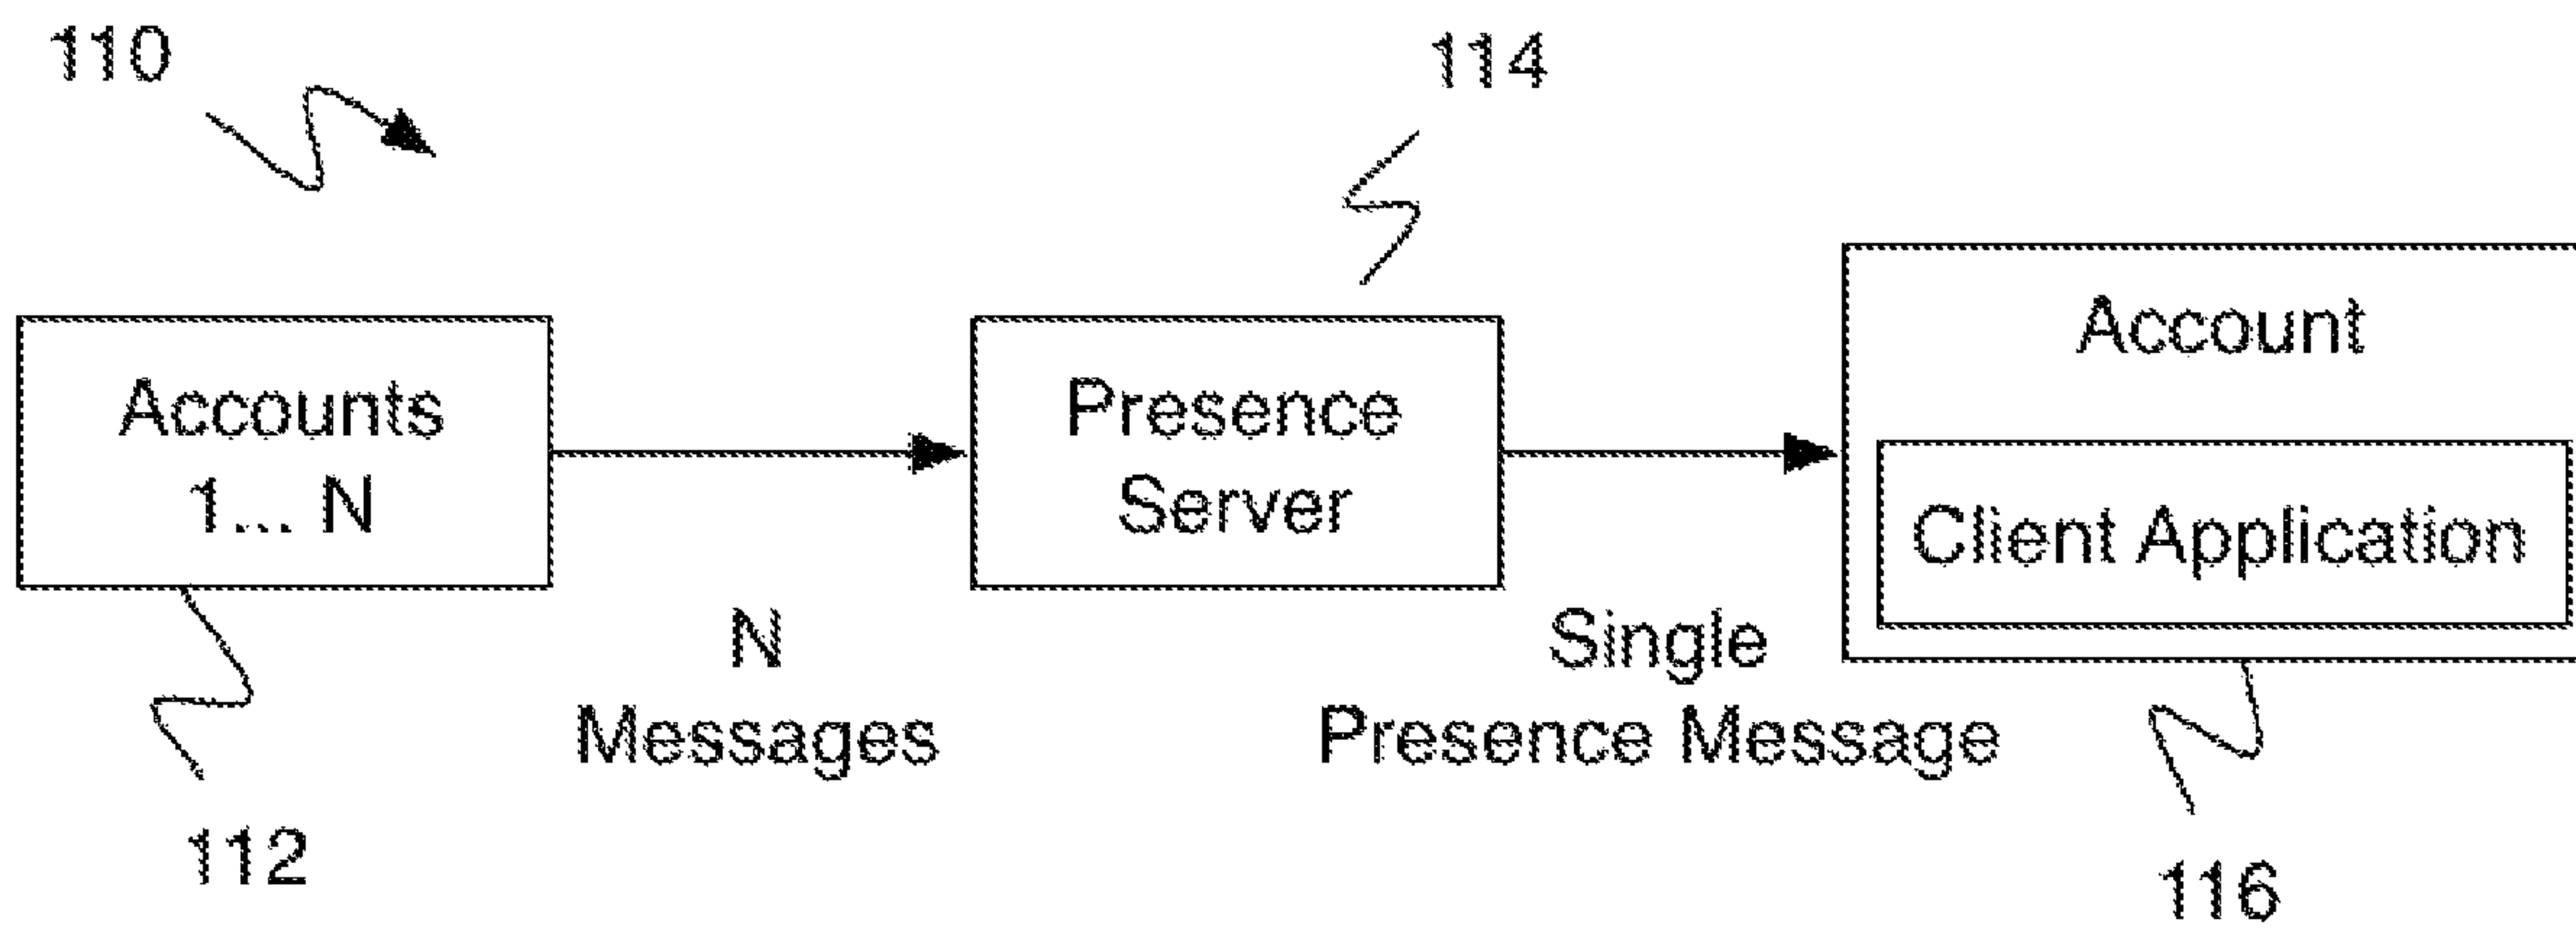 110
114
Accounts
1... N
Presence
Server
Account
Client Application
N
Messages
Single
Presence Message
112
116